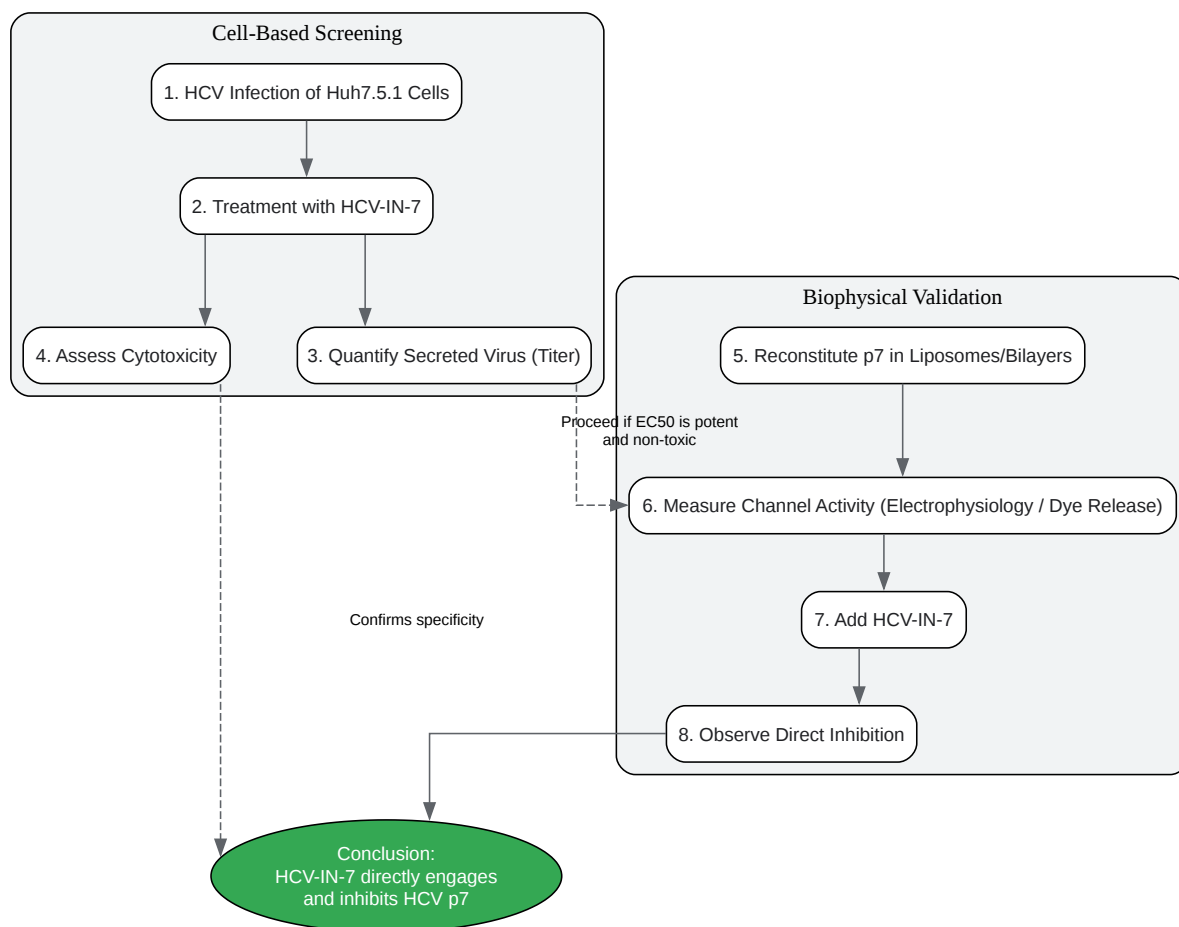 Cell-Based Screening
1. HCV Infection of Huh7.5.1 Cells
2. Treatment with HCV-IN-7
4. Assess Cytotoxicity
3. Quantify Secreted Virus (Titer)
Proceed if EC50 is potent
and non-toxic
Biophysical Validation
5. Reconstitute p7 in Liposomes/Bilayers
6. Measure Channel Activity (Electrophysiology / Dye Release)
7. Add HCV-IN-7
8. Observe Direct Inhibition
Confirms specificity
Conclusion:
HCV-IN-7 directly engages
and inhibits HCV p7